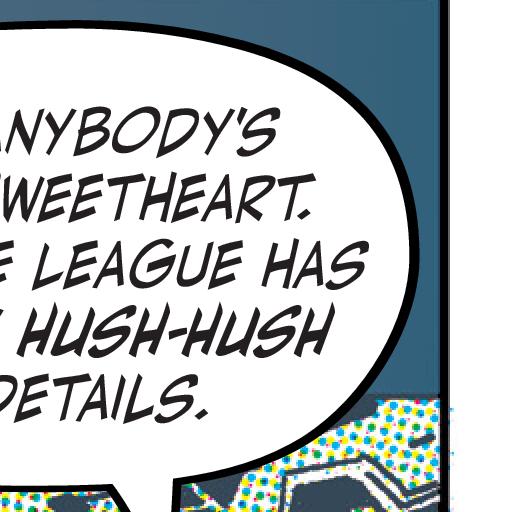 ANYBODY'S
SWEETHEART.
LEAGUE HAS
HUSH-HUSH
DETAILS.